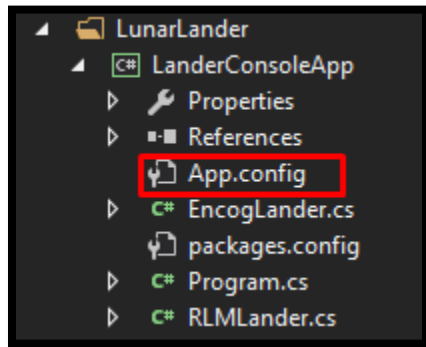 LunarLander
C# LanderConsoleApp
Properties
References
App.config
C# EncogLander.cs
packages.config
C# Program.cs
C# RLMLander.cs